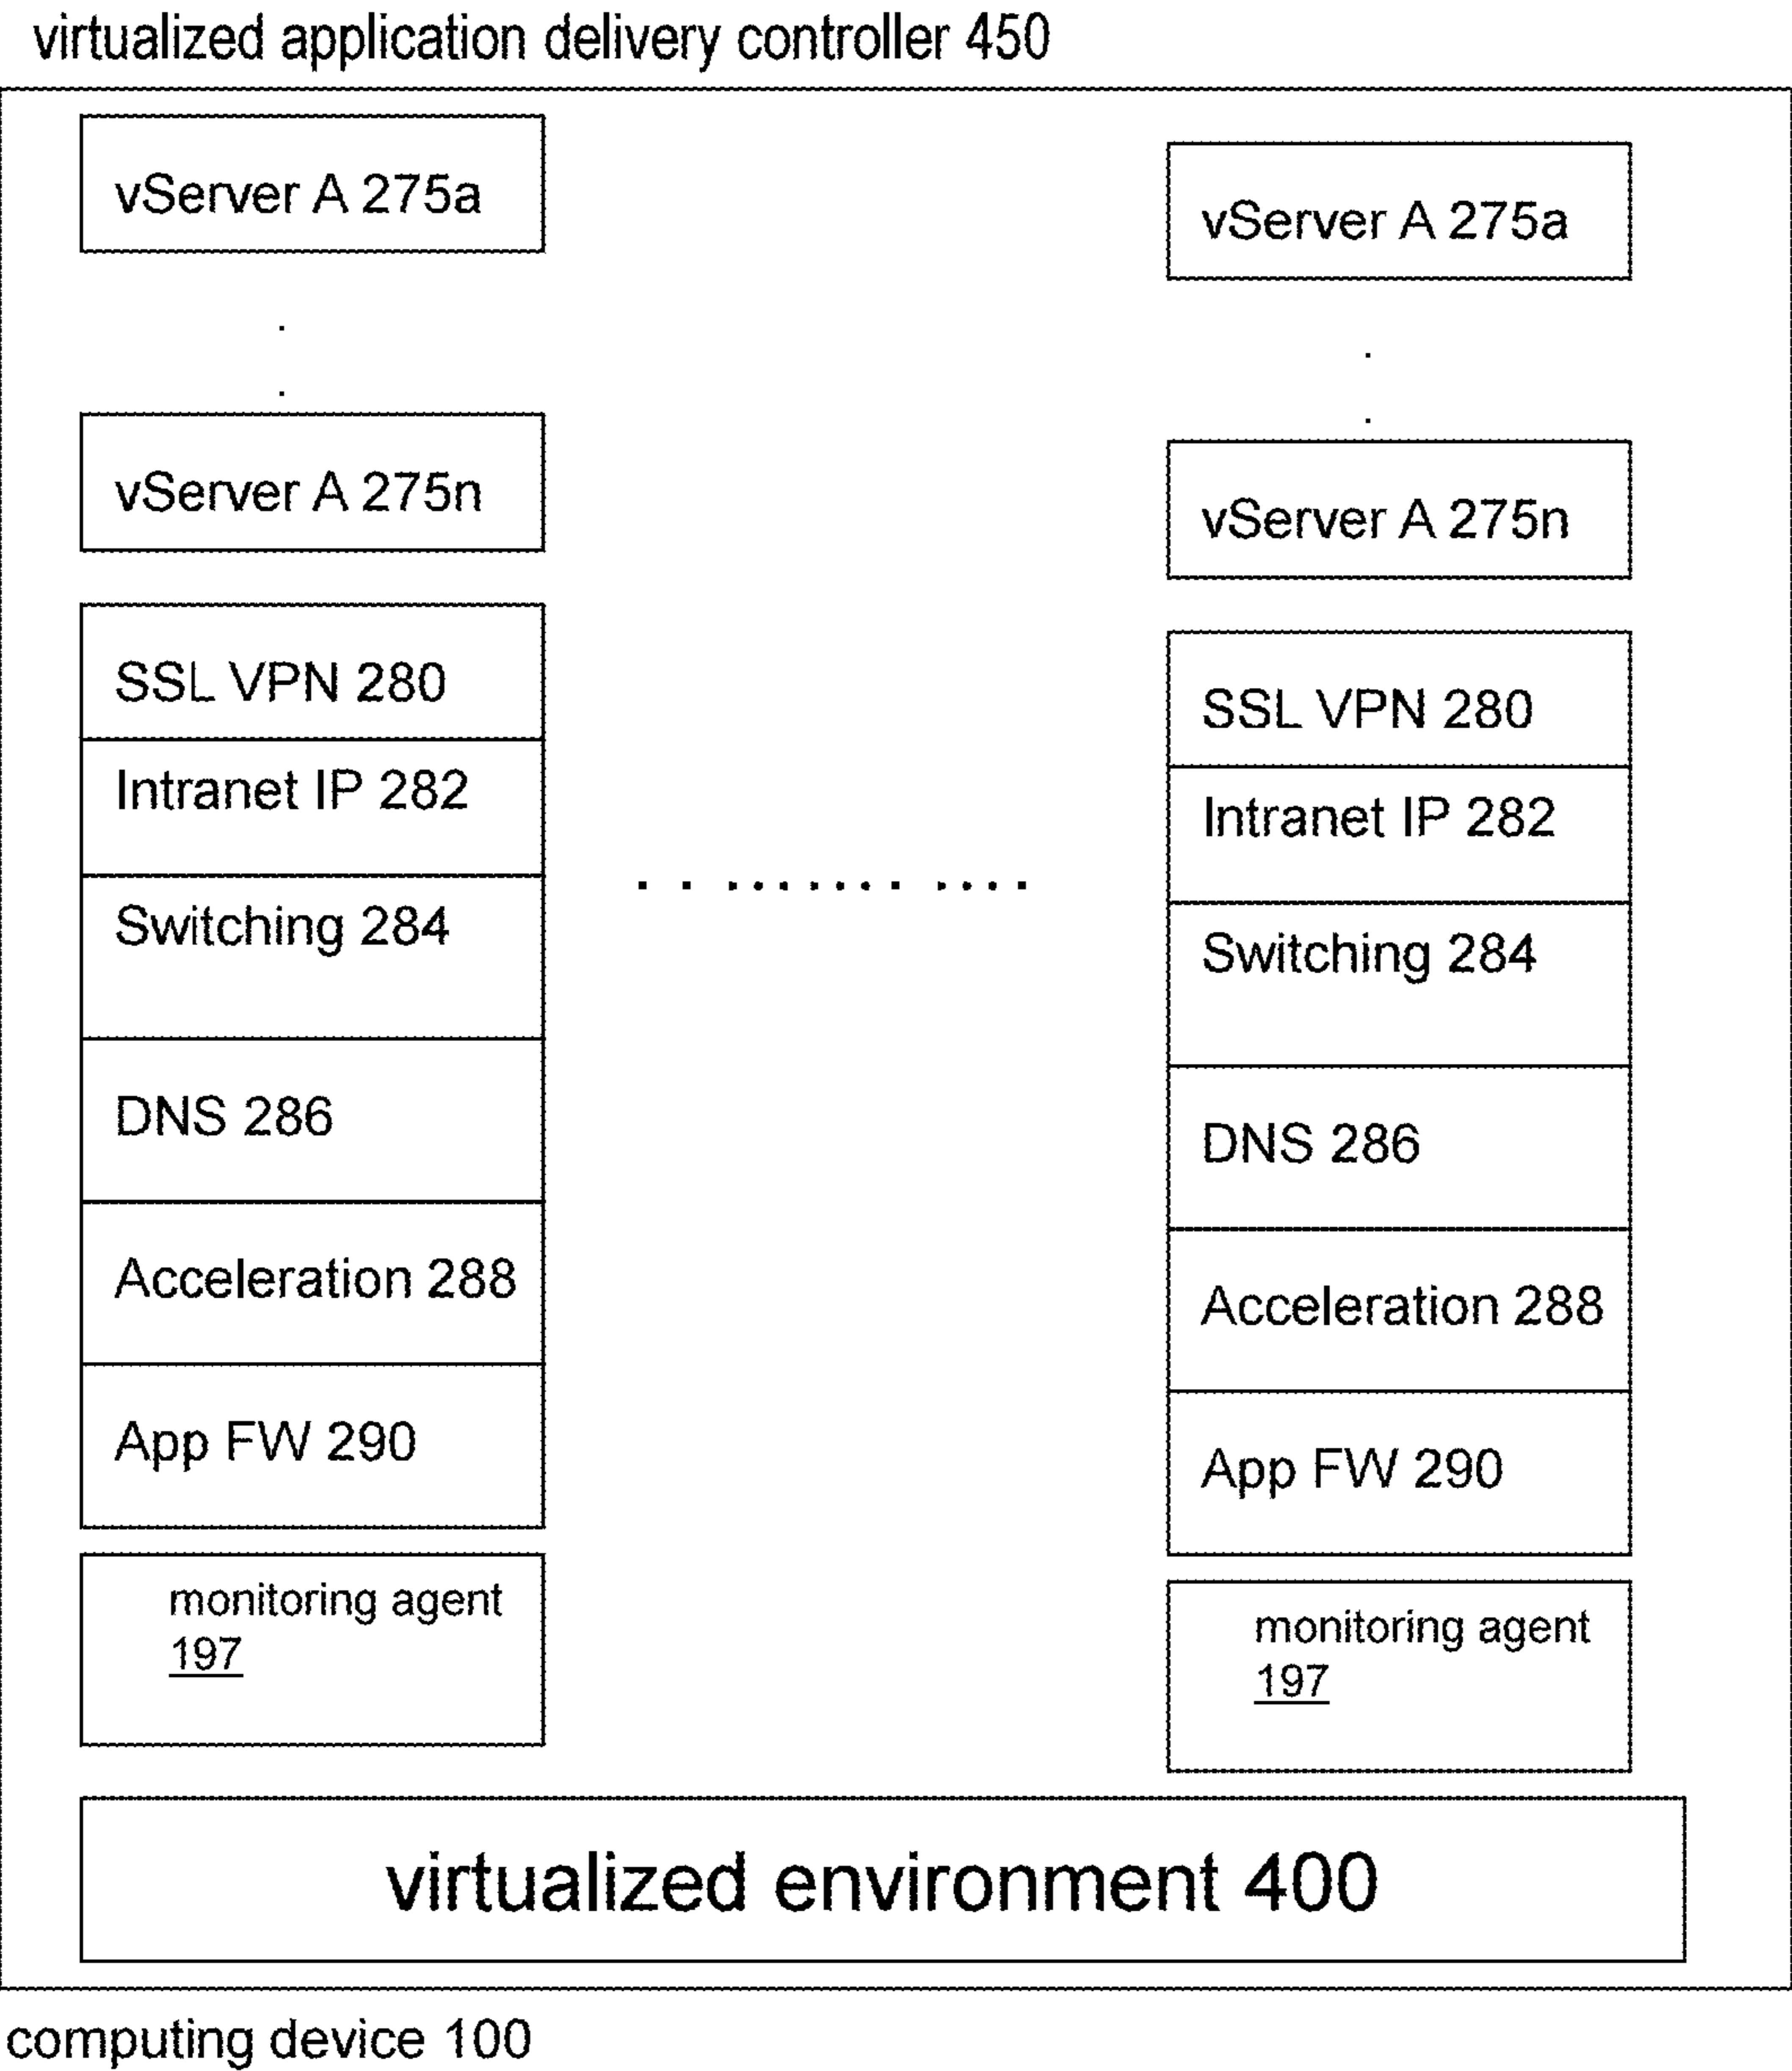 virtualized application delivery controller 450
vServer A 275a
vServer A 275n
SSL VPN 280
Intranet IP 282
Switching 284
DNS 286
Acceleration 288
App FW 290
monitoring agent
197
vServer A 275a
vServer A 275n
SSL VPN 280
Intranet IP 282
Switching 284
DNS 286
Acceleration 288
App FW 290
monitoring agent
197
virtualized environment 400
computing device 100